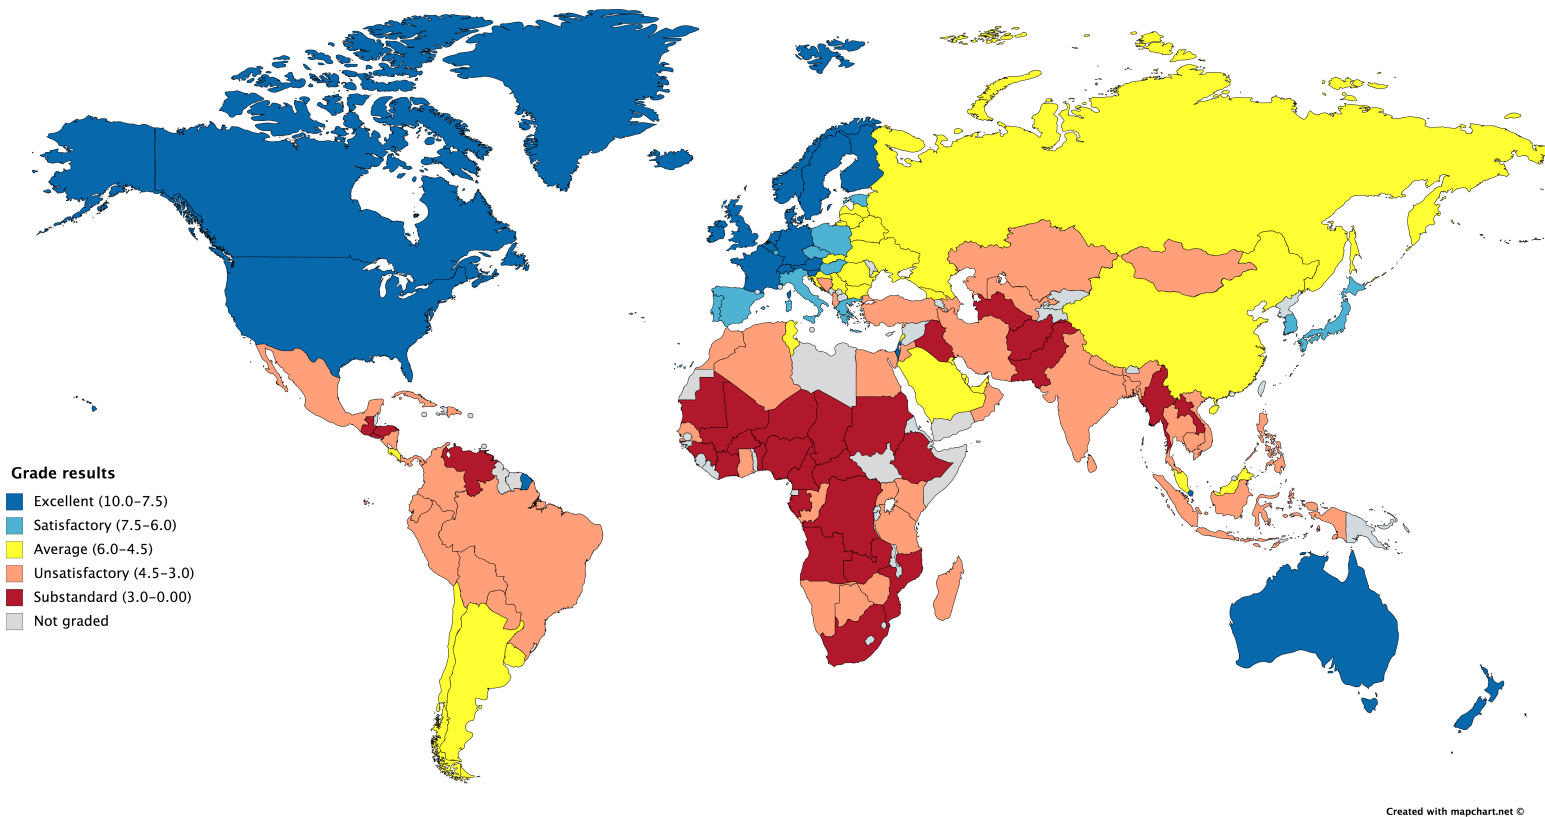 Grade results
Excellent (10.0–7.5)
Satisfactory (7.5–6.0)
Average (6.0–4.5)
Unsatisfactory (4.5–3.0)
Substandard (3.0–0.00)
Not graded
Created with mapchart.net ©